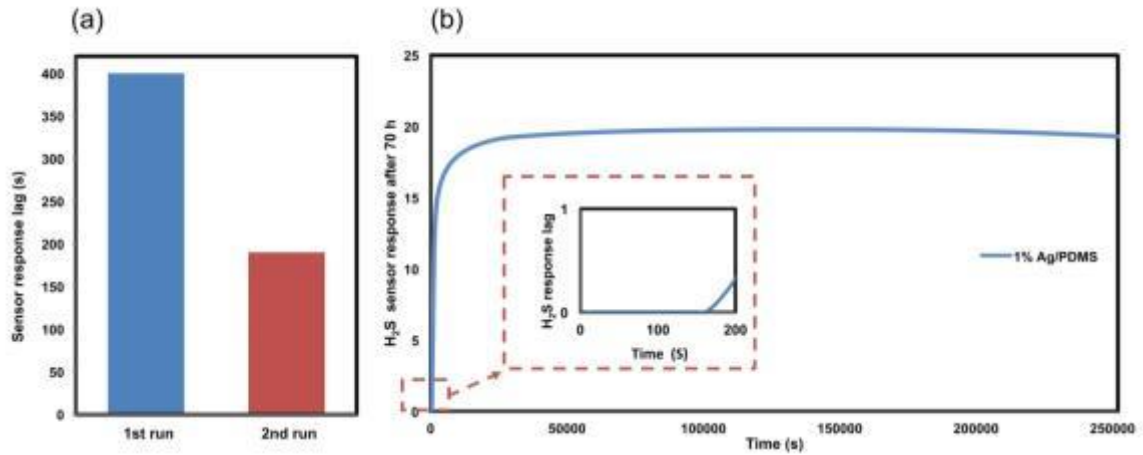 (a)
Sensor response lag (s)
400
350
300
250
200
150
100
50
0
1st run
2nd run
(b)
H₂S sensor response after 70 h
25
20
15
10
5
0
0
50000
100000
150000
200000
250000
Time (s)
H₂S response lag
1
0
0
100
200
Time (S)
1% Ag/PDMS